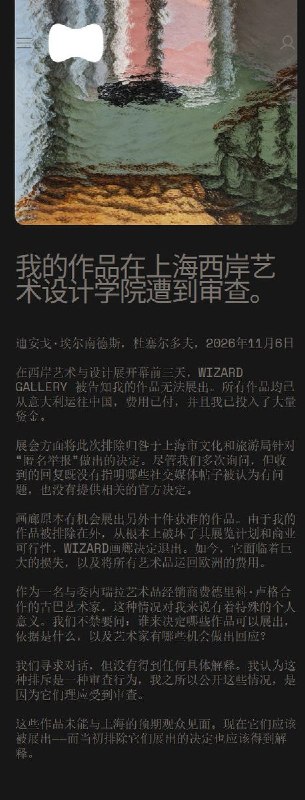 我的作品在上海西岸艺
术设计学院遭到审查。
迪安戈·埃尔南德斯，杜塞尔多夫，2026年11月6日
在西岸艺术与设计展开幕前三天，WIZARD
GALLERY 被告知我的作品无法展出。所有作品均已
从意大利运往中国，费用已付，并且我已投入了大量
资金。
展会方面将此次排除归咎于上海市文化和旅游局针对
“匿名举报”做出的决定。尽管我们多次询问，但收
到的回复既没有指明哪些社交媒体帖子被认为有问
题，也没有提供相关的官方决定。
画廊原本有机会展出另外十件获准的作品。由于我的
作品被排除在外，从根本上破坏了其展览计划和商业
可行性，WIZARD画廊决定退出。如今，它面临着巨
大的损失，以及将所有艺术品运回欧洲的费用。
作为一名与委内瑞拉艺术品经销商费德里科·卢格合
作的古巴艺术家，这种情况对我来说有着特殊的个人
意义。我们不禁要问：谁来决定哪些作品可以展出，
依据是什么，以及艺术家有哪些机会做出回应？
我们寻求对话，但没有得到任何具体解释。我认为这
种排斥是一种审查行为，我之所以公开这些情况，是
因为它们理应受到审查。
这些作品未能与上海的预期观众见面。现在它们应该
被展出——而当初排除它们展出的决定也应该得到解
释。